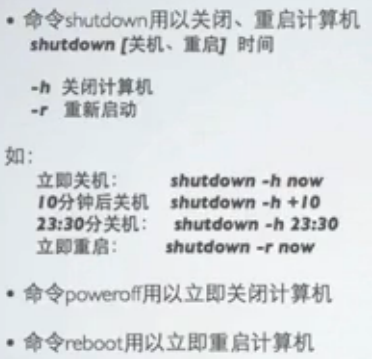 • 命令shutdown用以关闭、重启计算机
shutdown [关机、重启] 时间
-h 关闭计算机
-r 重新启动
如：
立即关机： shutdown -h now
10分钟后关机 shutdown -h +10
23:30分关机： shutdown -h 23:30
立即重启： shutdown -r now
• 命令poweroff用以立即关闭计算机
• 命令reboot用以立即重启计算机